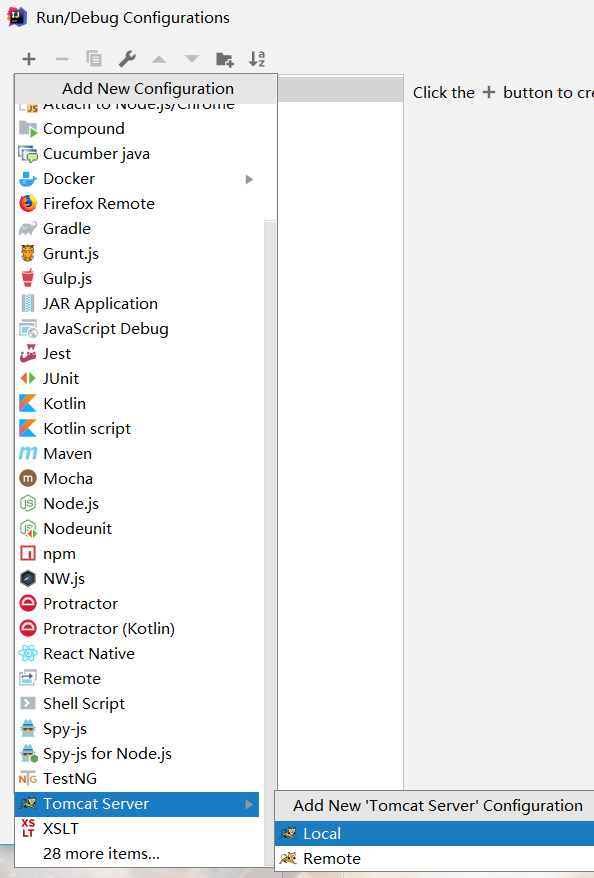 Run/Debug Configurations
Add New Configuration
Click the + button to cre
Attach to Node.js/Chrome
Compound
Cucumber java
Docker
Firefox Remote
Gradle
Grunt.js
Gulp.js
JAR Application
JavaScript Debug
Jest
JUnit
Kotlin
Kotlin script
Maven
Mocha
Node.js
Nodeunit
npm
NW.js
Protractor
Protractor (Kotlin)
React Native
Remote
Shell Script
Spy-js
Spy-js for Node.js
TestNG
Tomcat Server
Add New 'Tomcat Server' Configuration
XSLT
Local
28 more items...
Remote